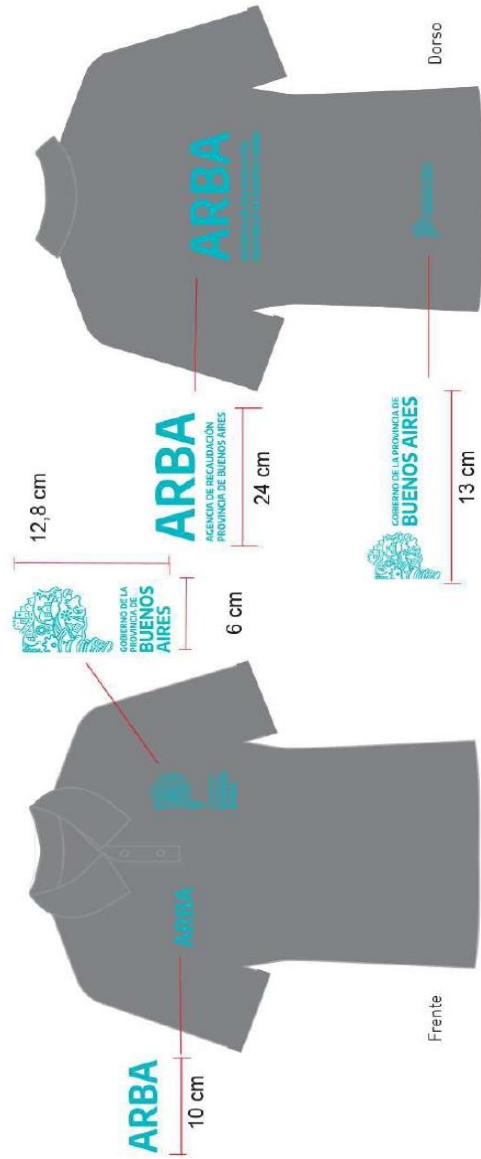 ARBA
10 cm
ARBA
Frente
GOBIERNO DE LA
PROVINCIA DE
BUENOS
AIRES
12,8 cm
6 cm
ARBA
AGENCIA DE RECAUDACIÓN
PROVINCIA DE BUENOS AIRES
24 cm
ARBA
GOBIERNO DE LA PROVINCIA DE
BUENOS AIRES
13 cm
Dorso